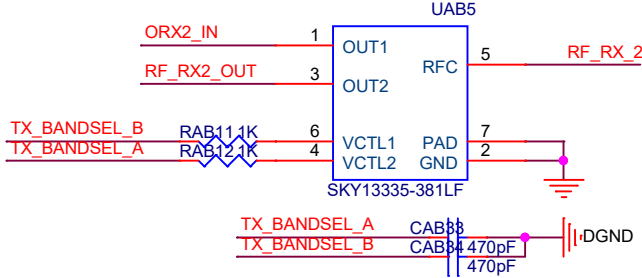 UAB5
ORX2_IN 1 OUT1
RFC 5 RF_RX_2
RF_RX2_OUT 3 OUT2
TX_BANDSEL_B RAB11 1K 6 VCTL1 PAD 7
TX_BANDSEL_A RAB12 1K 4 VCTL2 GND 2
SKY13335-381LF
TX_BANDSEL_A CAB33
DGND
TX_BANDSEL_B CAB34 470pF
470pF